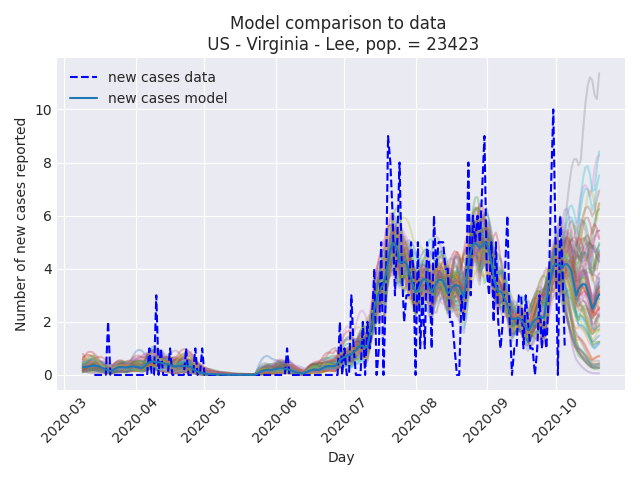 Model comparison to data
US - Virginia - Lee, pop. = 23423
new cases data
new cases model
Number of new cases reported
10
8
6
4
2
0
2020-03
2020-04
2020-05
2020-06
2020-07
2020-08
2020-09
2020-10
Day